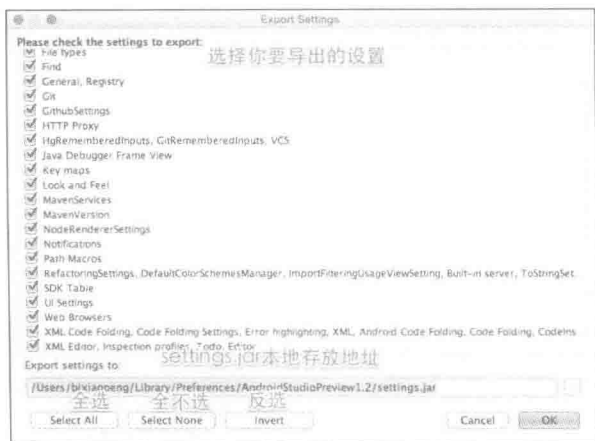 Export Settings
Please check the settings to export:
选择你要导出的设置
File types
Find
General, Registry
Git
GithubSettings
HTTP Proxy
HgRememberedInputs, GitRememberedInputs, VCS
Java Debugger Frame View
Key maps
Look and Feel
MavenServices
MavenVersion
NodeRendererSettings
Notifications
Path Macros
RefactoringSettings, DefaultColorSchemesManager, ImportFilteringUsageViewSetting, Built-in server, ToStringSet
SDK Table
UI Settings
Web Browsers
XML Code Folding, Code Folding Settings, Error highlighting, XML, Android Code Folding, Code Folding, CodeIns
XML Editor, Inspection profiles, Todo, Editor
settings.jar本地存放地址
Export settings to:
/Users/bixiaopeng/Library/Preferences/AndroidStudioPreview1.2/settings.jar
全选 全不选 反选
Select All Select None Invert Cancel OK